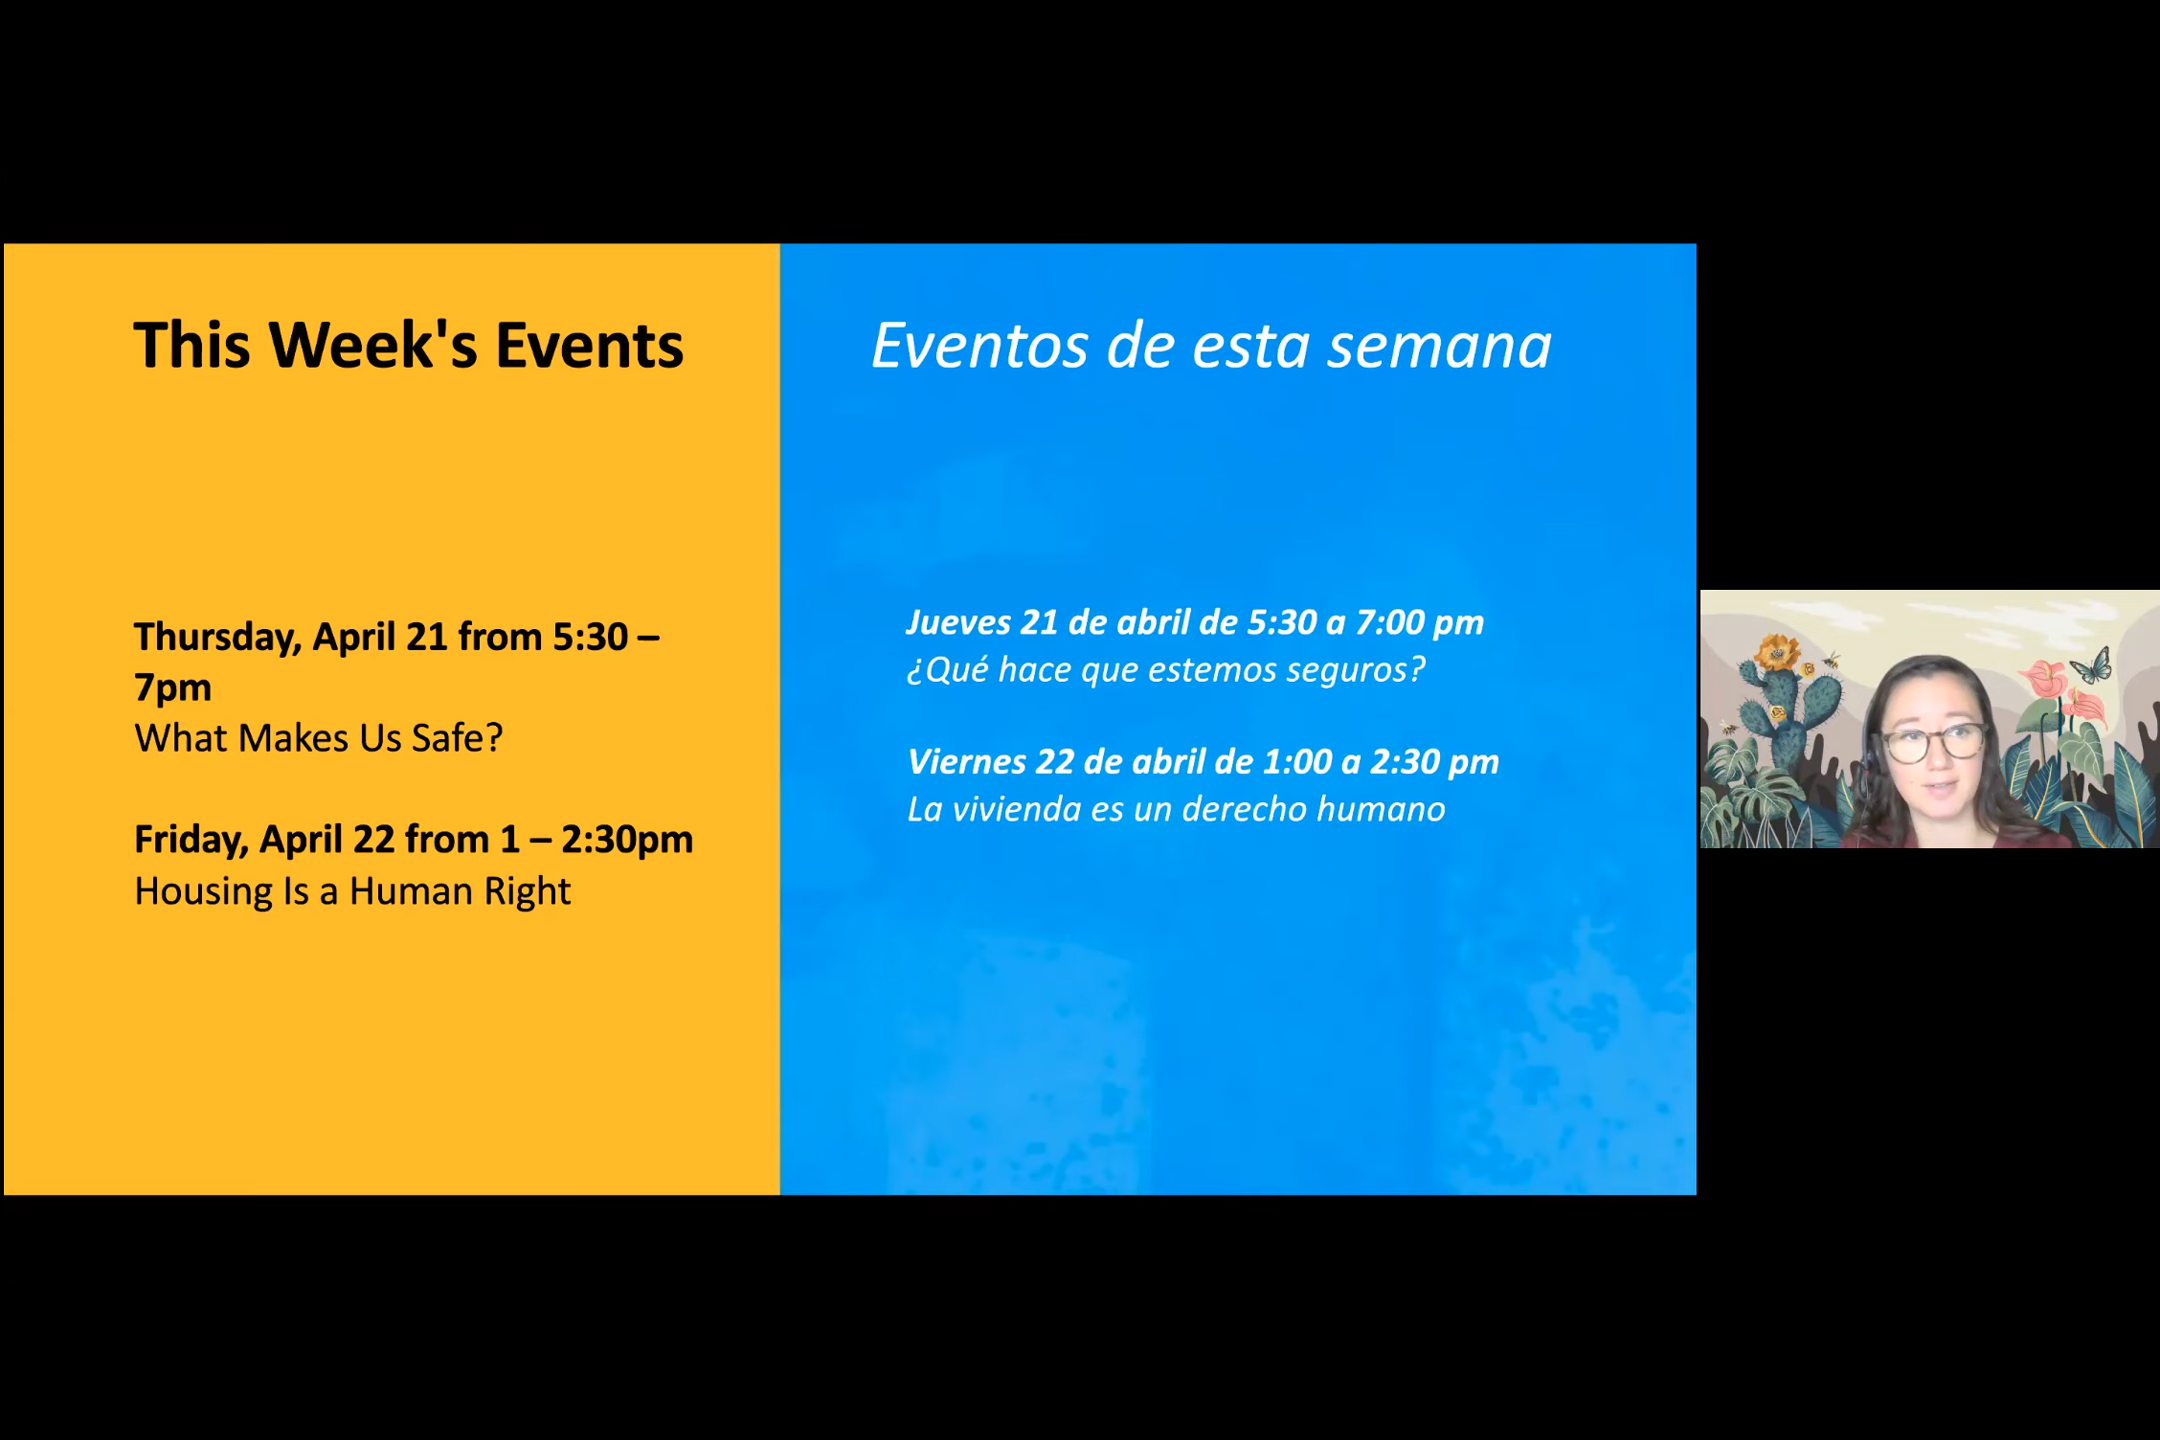 This Week's Events
Thursday, April 21 from 5:30 –
7pm
What Makes Us Safe?
Friday, April 22 from 1 – 2:30pm
Housing Is a Human Right
Eventos de esta semana
Jueves 21 de abril de 5:30 a 7:00 pm
¿Qué hace que estemos seguros?
Viernes 22 de abril de 1:00 a 2:30 pm
La vivienda es un derecho humano